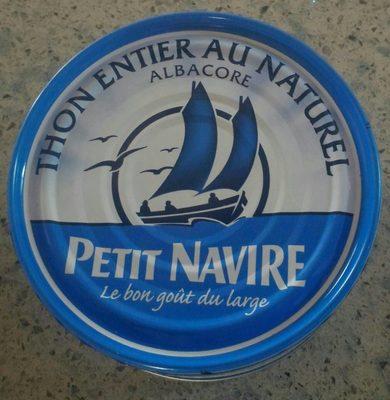 THON ENTIER AU NATUREL
ALBACORE
PETIT NAVIRE
Le bon goût du large